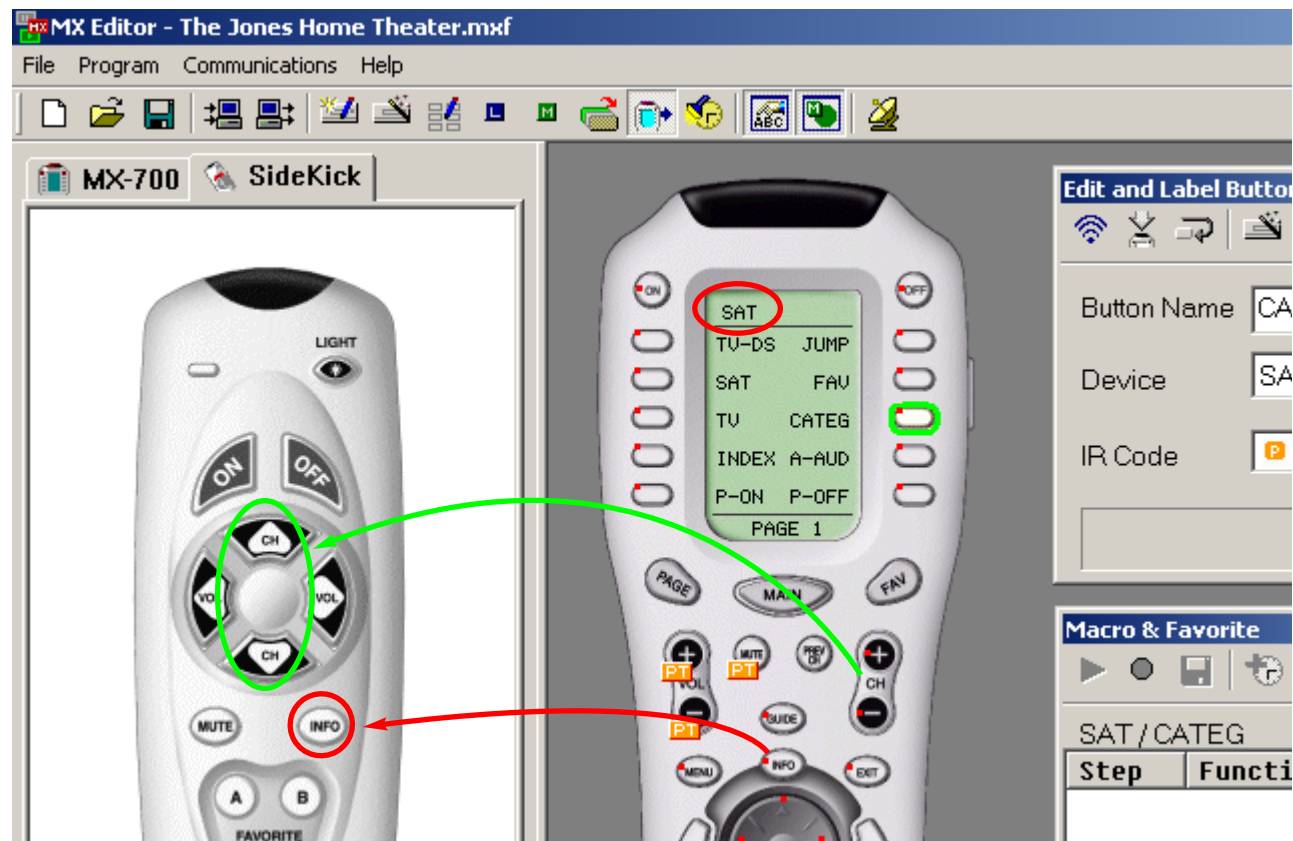 MX MX Editor - The Jones Home Theater.mxf
File Program Communications Help
L M ABC M
MX-700 SideKick
LIGHT
ON OFF
CH
VOL VOL
CH
MUTE INFO
A B
FAVORITE
ON OFF
SAT
TV-DS JUMP
SAT FAV
TV CATEG
INDEX A-AUD
P-ON P-OFF
PAGE 1
PAGE MAIN FAV
+ MUTE PREV CH +
PT PT
VOL CH
- GUIDE -
PT
MENU INFO EXIT
Edit and Label Button
Button Name CA
Device SA
IR Code P
Macro & Favorite
SAT / CATEG
Step Functi